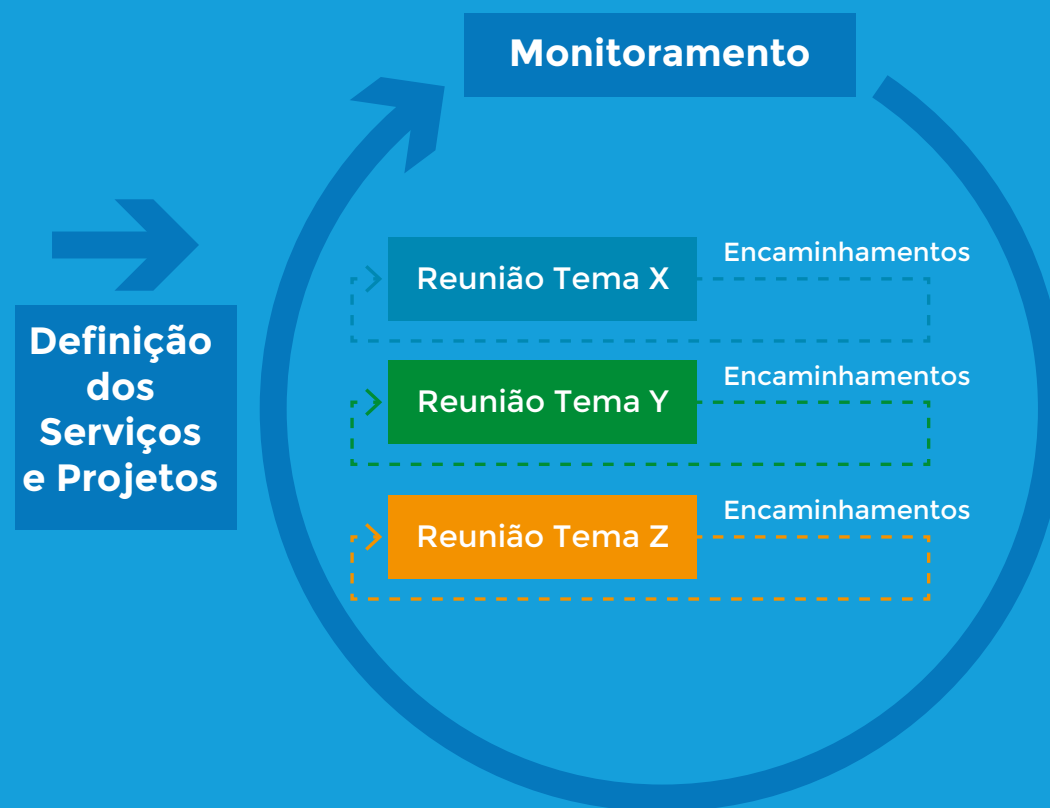 Monitoramento
Definição
dos
Serviços
e Projetos
Reunião Tema X
Encaminhamentos
Reunião Tema Y
Encaminhamentos
Reunião Tema Z
Encaminhamentos